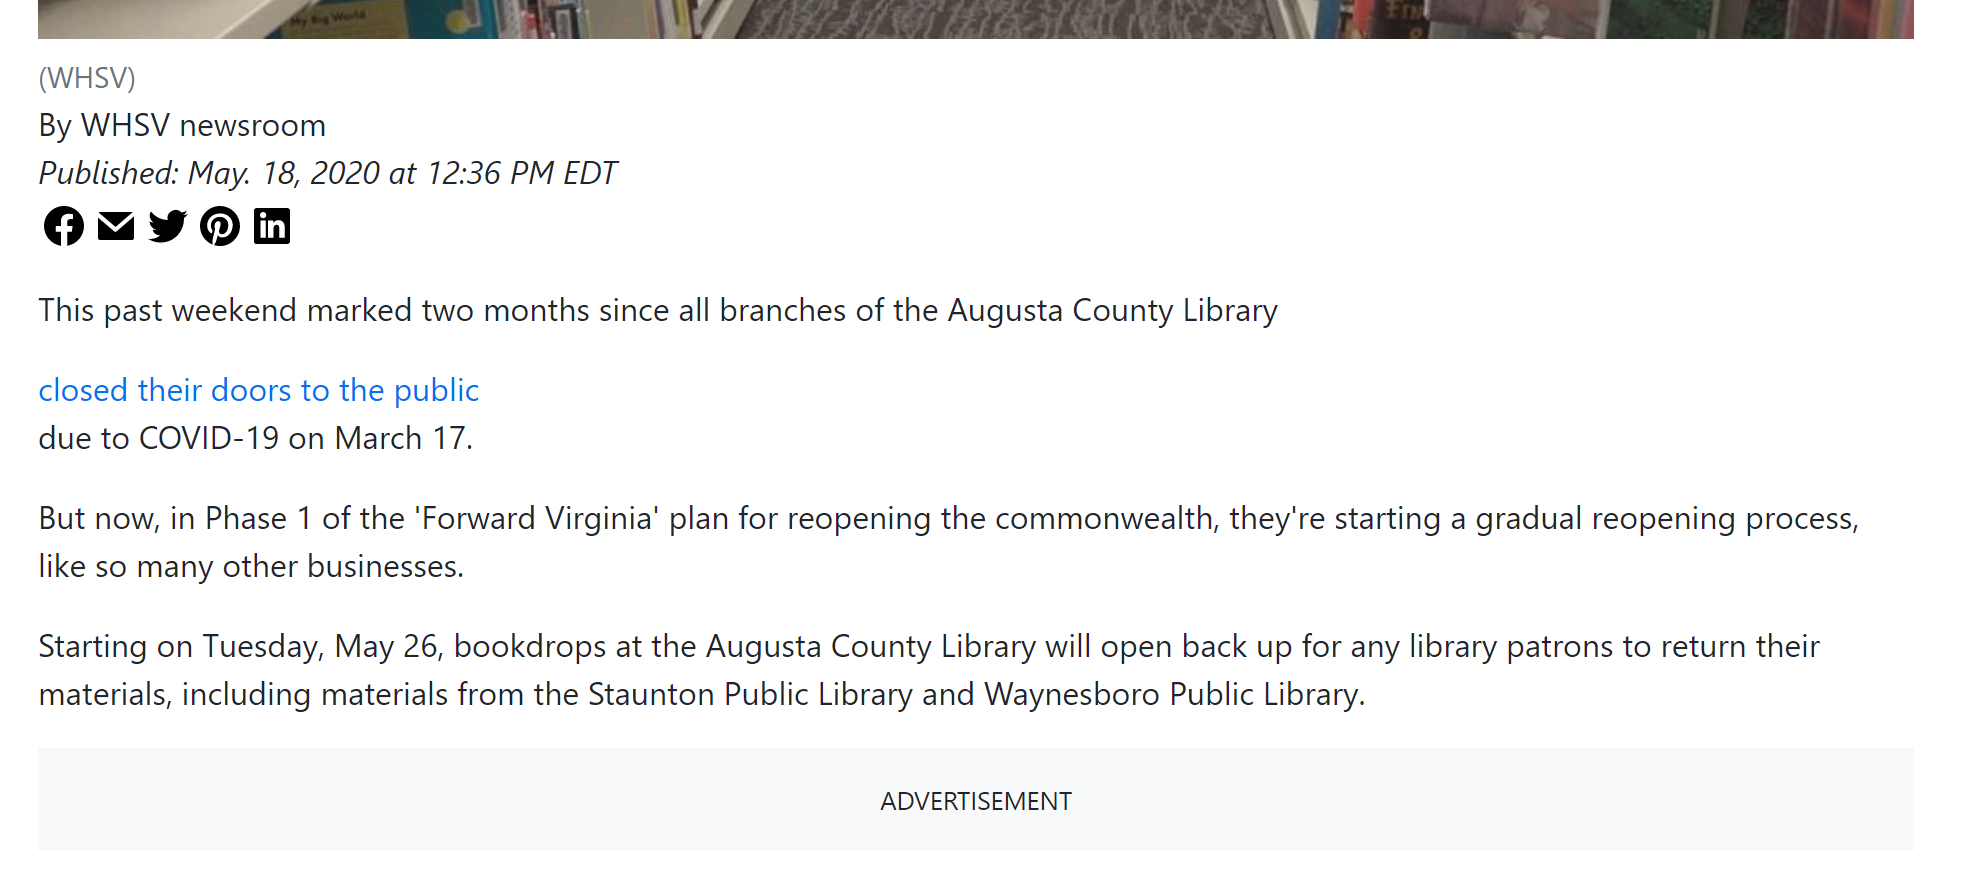 My Big World
(WHSV)
By WHSV newsroom
Published: May. 18, 2020 at 12:36 PM EDT
This past weekend marked two months since all branches of the Augusta County Library
closed their doors to the public
due to COVID-19 on March 17.
But now, in Phase 1 of the 'Forward Virginia' plan for reopening the commonwealth, they're starting a gradual reopening process,
like so many other businesses.
Starting on Tuesday, May 26, bookdrops at the Augusta County Library will open back up for any library patrons to return their
materials, including materials from the Staunton Public Library and Waynesboro Public Library.
ADVERTISEMENT